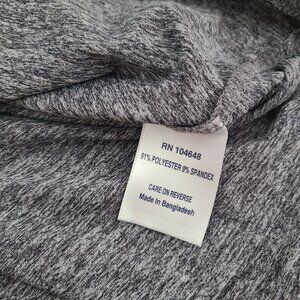 RN 104648
91% POLYESTER 9% SPANDEX
CARE ON REVERSE
Made In Bangladesh